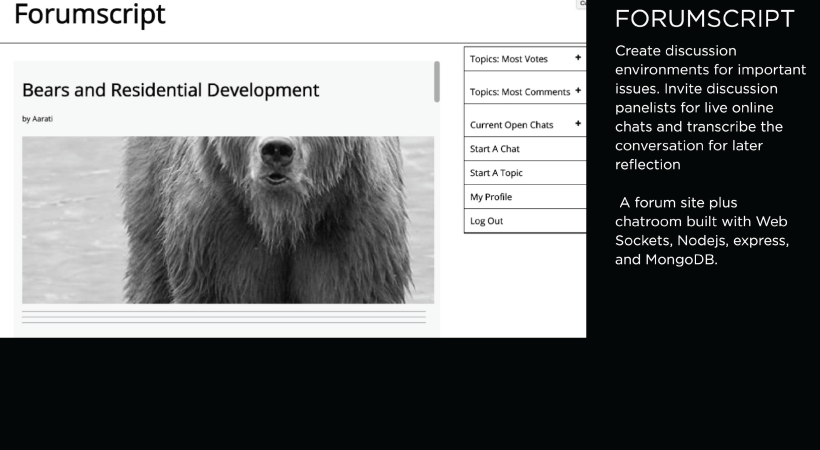 Forumscript
Bears and Residential Development
by Aarati
Topics: Most Votes +
Topics: Most Comments +
Current Open Chats +
Start A Chat
Start A Topic
My Profile
Log Out
FORUMSCRIPT
Create discussion
environments for important
issues. Invite discussion
panelists for live online
chats and transcribe the
conversation for later
reflection
A forum site plus
chatroom built with Web
Sockets, Nodejs, express,
and MongoDB.